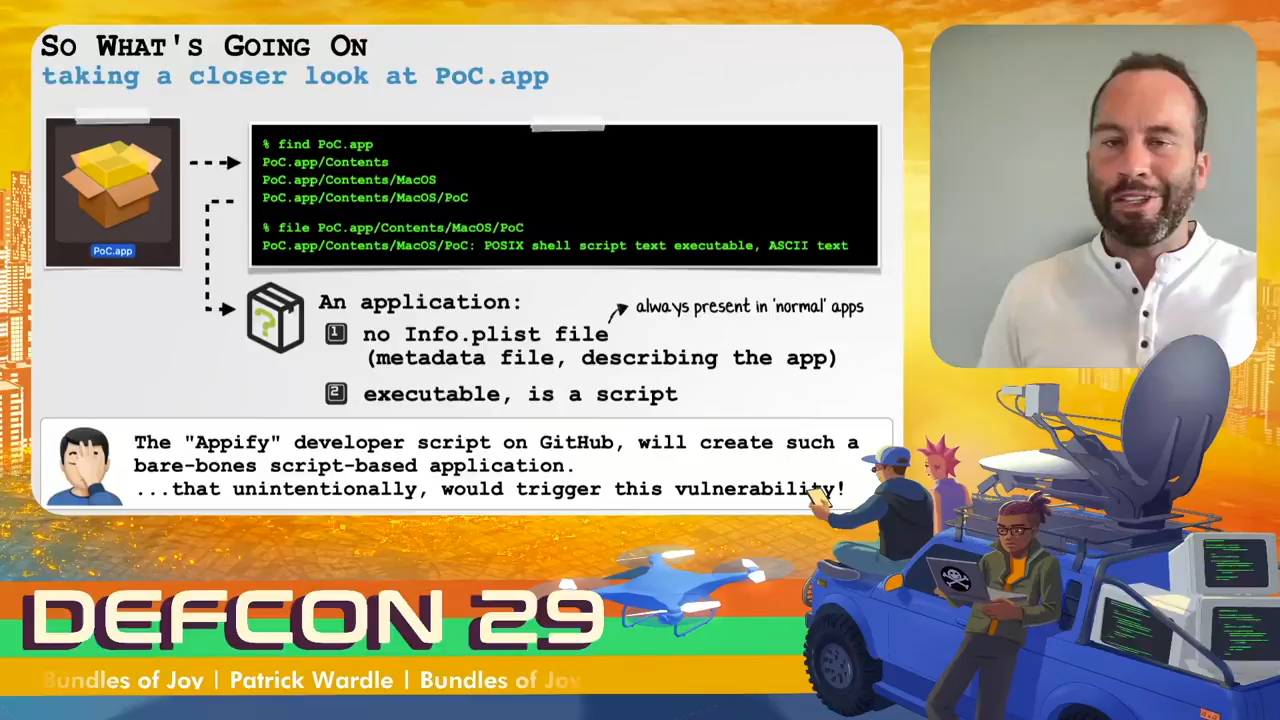 So What's Going On
taking a closer look at PoC.app
PoC.app
% find PoC.app
PoC.app/Contents
PoC.app/Contents/MacOS
PoC.app/Contents/MacOS/PoC
% file PoC.app/Contents/MacOS/PoC
PoC.app/Contents/MacOS/PoC: POSIX shell script text executable, ASCII text
?
An application:
always present in 'normal' apps
1 no Info.plist file
(metadata file, describing the app)
2 executable, is a script
The "Appify" developer script on GitHub, will create such a
bare-bones script-based application.
...that unintentionally, would trigger this vulnerability!
DEFCON 29
Bundles of Joy | Patrick Wardle | Bundles of Joy